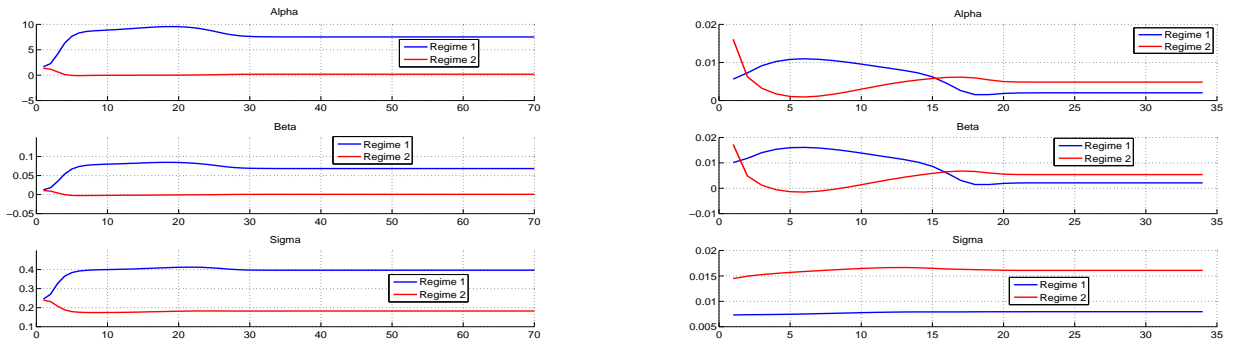 Alpha
10
5
0
−5
0 10 20 30 40 50 60 70
Regime 1
Regime 2
Beta
0.1
0.05
0
−0.05
0 10 20 30 40 50 60 70
Regime 1
Regime 2
Sigma
0.4
0.3
0.2
0.1
0 10 20 30 40 50 60 70
Regime 1
Regime 2
Alpha
0.02
0.01
0
0 5 10 15 20 25 30 35
Regime 1
Regime 2
Beta
0.02
0.01
0
−0.01
0 5 10 15 20 25 30 35
Regime 1
Regime 2
Sigma
0.02
0.015
0.01
0.005
0 5 10 15 20 25 30 35
Regime 1
Regime 2